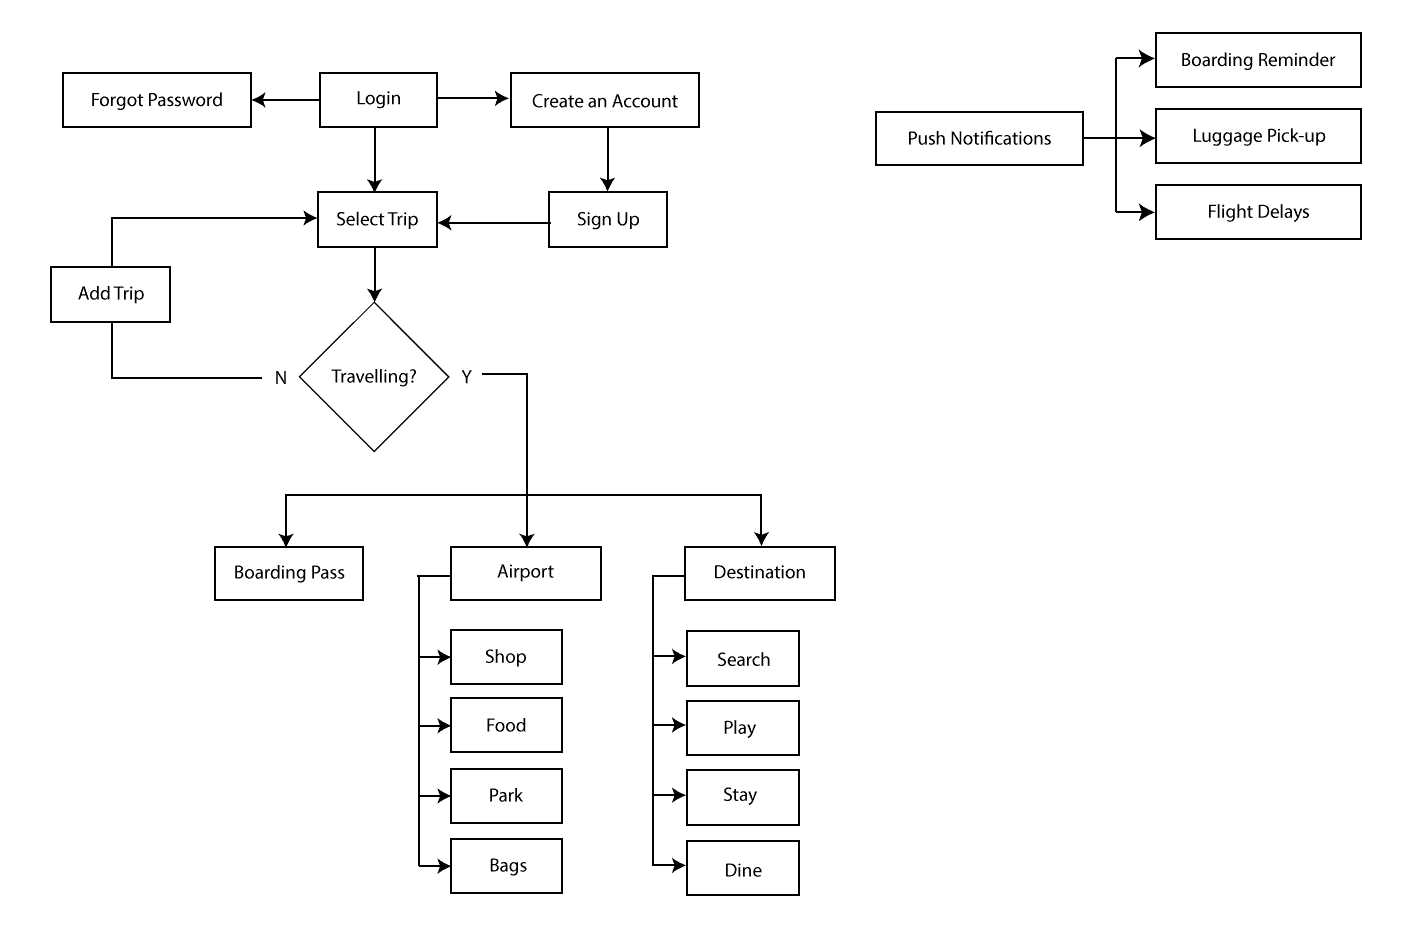 Forgot Password
Login
Create an Account
Select Trip
Sign Up
Add Trip
N
Travelling?
Y
Boarding Pass
Airport
Destination
Shop
Food
Park
Bags
Search
Play
Stay
Dine
Push Notifications
Boarding Reminder
Luggage Pick-up
Flight Delays